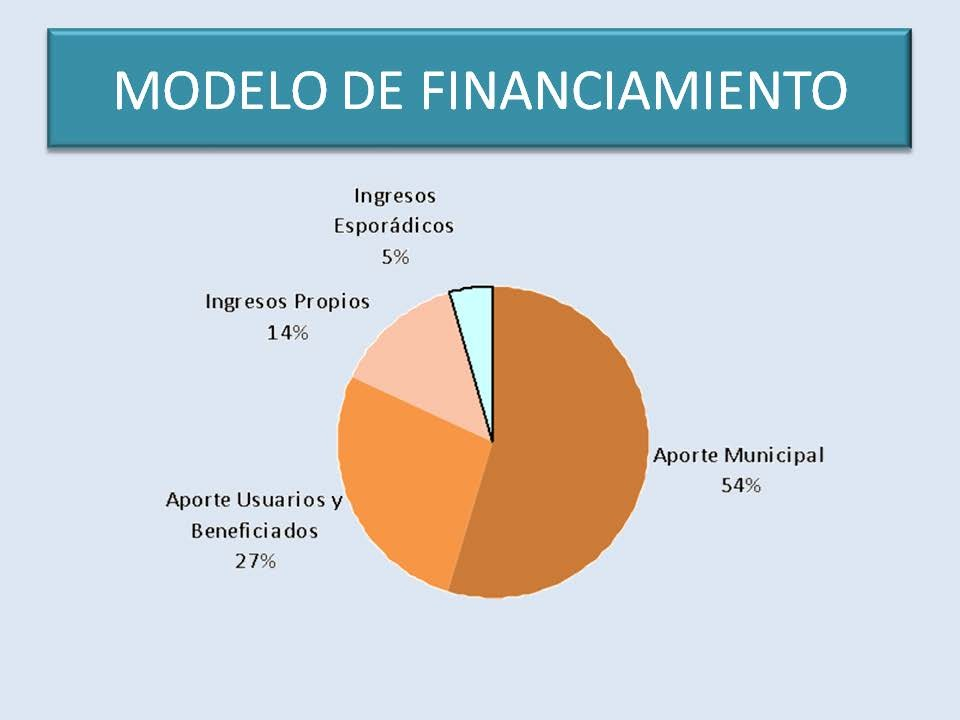 MODELO DE FINANCIAMIENTO
Ingresos
Esporádicos
5%
Ingresos Propios
14%
Aporte Municipal
54%
Aporte Usuarios y
Beneficiados
27%